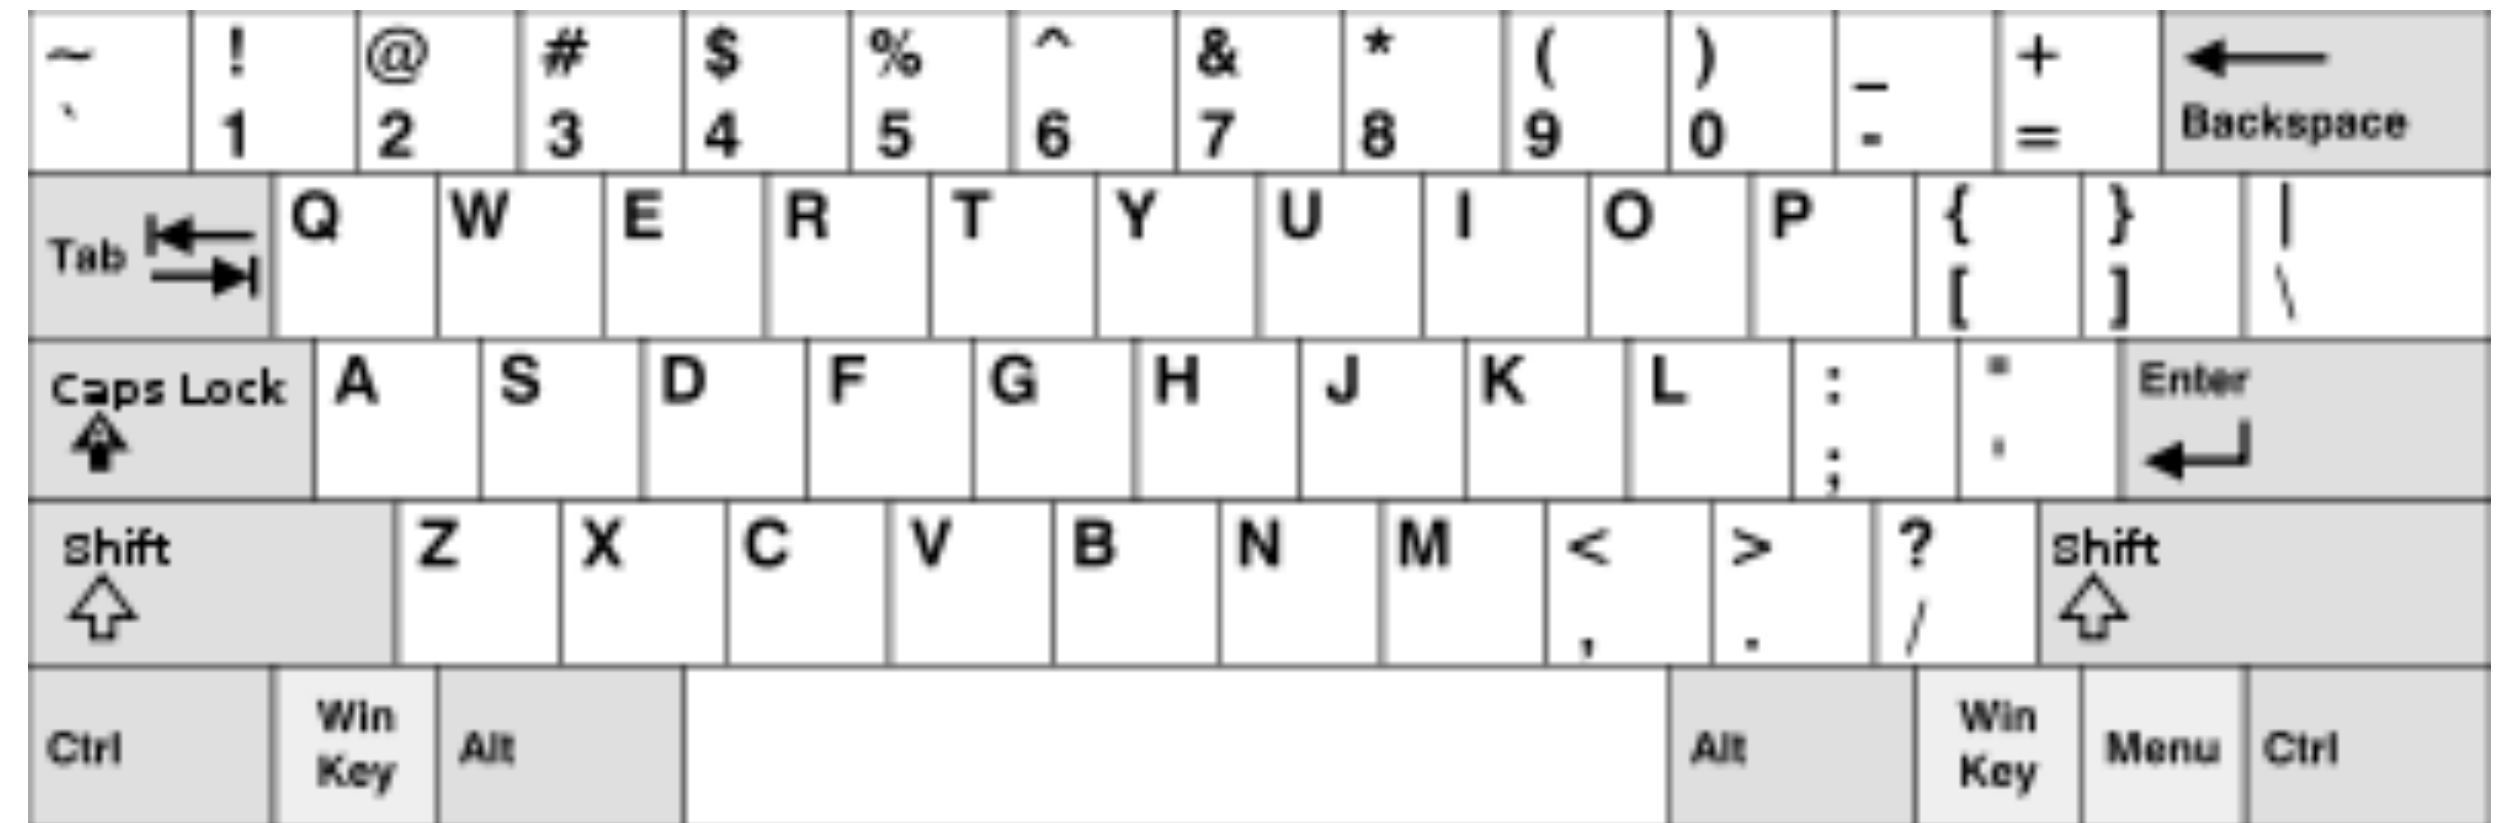 ~ ! @ # $ % ^ & * ( ) _ +
` 1 2 3 4 5 6 7 8 9 0 - = Backspace
Tab Q W E R T Y U I O P { } |
[ ] \
Caps Lock A S D F G H J K L : " Enter
; '
Shift Z X C V B N M < > ? Shift
, . /
Ctrl Win Key Alt Alt Win Key Menu Ctrl